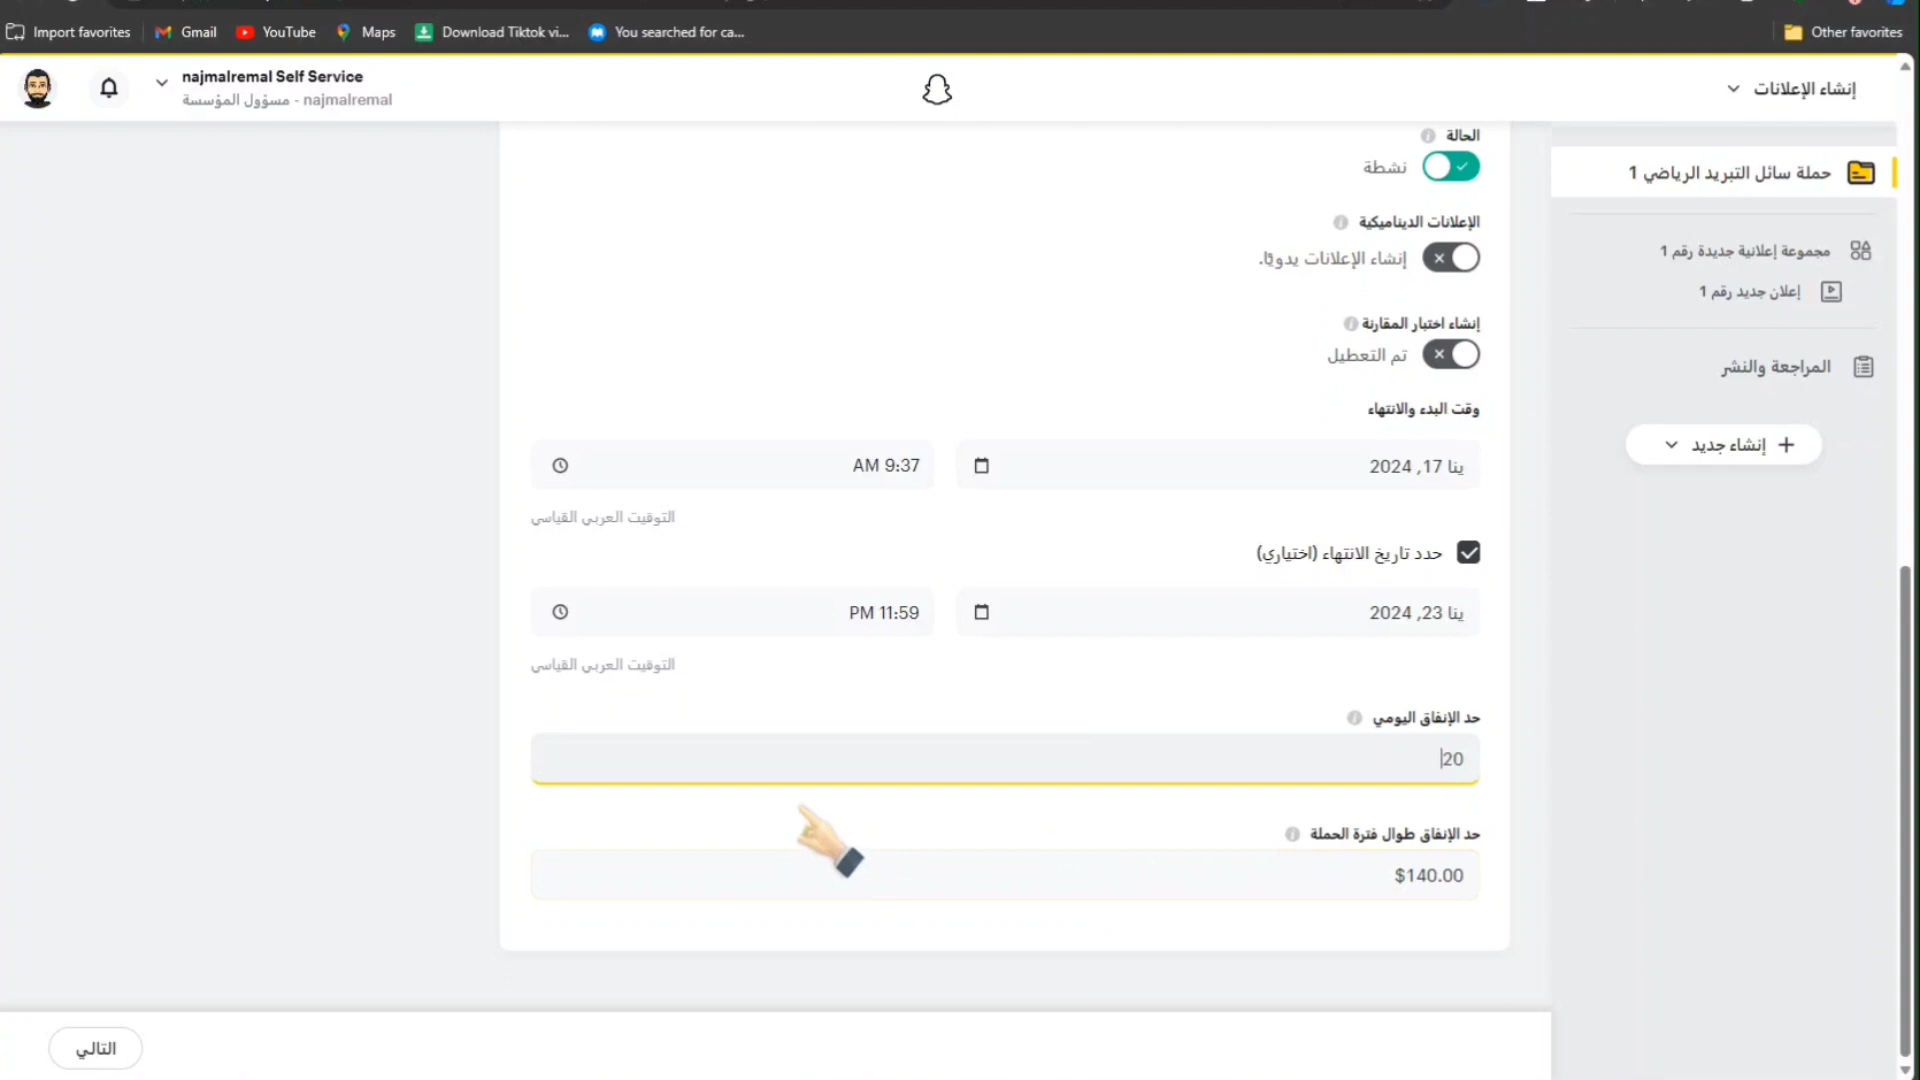 Import favorites
Gmail
YouTube
Maps
Download Tiktok vi...
You searched for ca...
Other favorites
najmalremal Self Service
najmalremal - مسؤول المؤسسة
إنشاء الإعلانات
الحالة
نشطة
الإعلانات الديناميكية
إنشاء الإعلانات يدويًا.
إنشاء اختبار المقارنة
تم التعطيل
وقت البدء والانتهاء
ينا 17, 2024
9:37 AM
التوقيت العربي القياسي
حدد تاريخ الانتهاء (اختياري)
ينا 23, 2024
11:59 PM
التوقيت العربي القياسي
حد الإنفاق اليومي
20
حد الإنفاق طوال فترة الحملة
$140.00
حملة سائل التبريد الرياضي 1
مجموعة إعلانية جديدة رقم 1
إعلان جديد رقم 1
المراجعة والنشر
إنشاء جديد
التالي